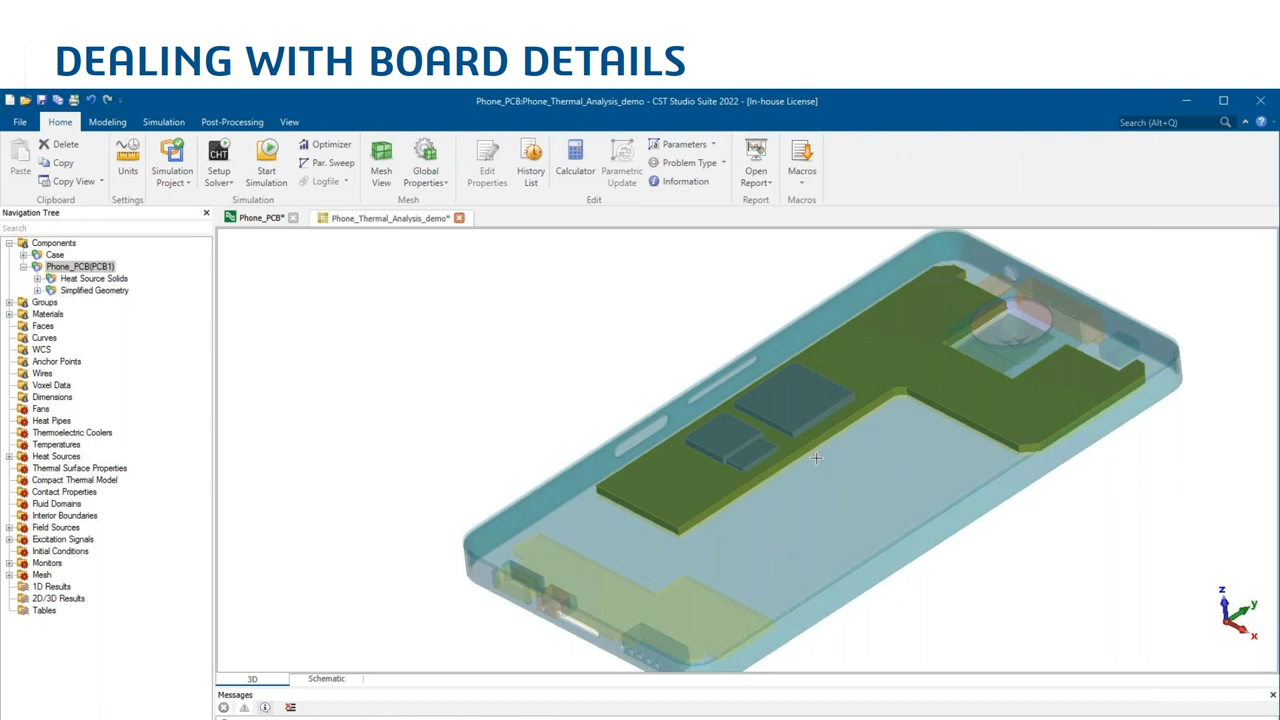 DEALING WITH BOARD DETAILS
Phone_PCB:Phone_Thermal_Analysis_demo - CST Studio Suite 2022 - [In-house License]
File Home Modeling Simulation Post-Processing View Search (Alt+Q)
Paste Delete Copy Copy View
Units
Simulation Project
CHT Setup Solver
Start Simulation
Optimizer Par. Sweep Logfile
Mesh View
Global Properties
Edit Properties
History List
Calculator
Parametric Update
Parameters Problem Type Information
Open Report
Macros
Clipboard Settings Simulation Mesh Edit Report Macros
Navigation Tree
Phone_PCB* Phone_Thermal_Analysis_demo*
Search
Components
Case
Phone_PCB(PCB1)
Heat Source Solids
Simplified Geometry
Groups
Materials
Faces
Curves
WCS
Anchor Points
Wires
Voxel Data
Dimensions
Fans
Heat Pipes
Thermoelectric Coolers
Temperatures
Heat Sources
Thermal Surface Properties
Compact Thermal Model
Contact Properties
Fluid Domains
Interior Boundaries
Field Sources
Excitation Signals
Initial Conditions
Monitors
Mesh
1D Results
2D/3D Results
Tables
z
y
x
3D Schematic
Messages